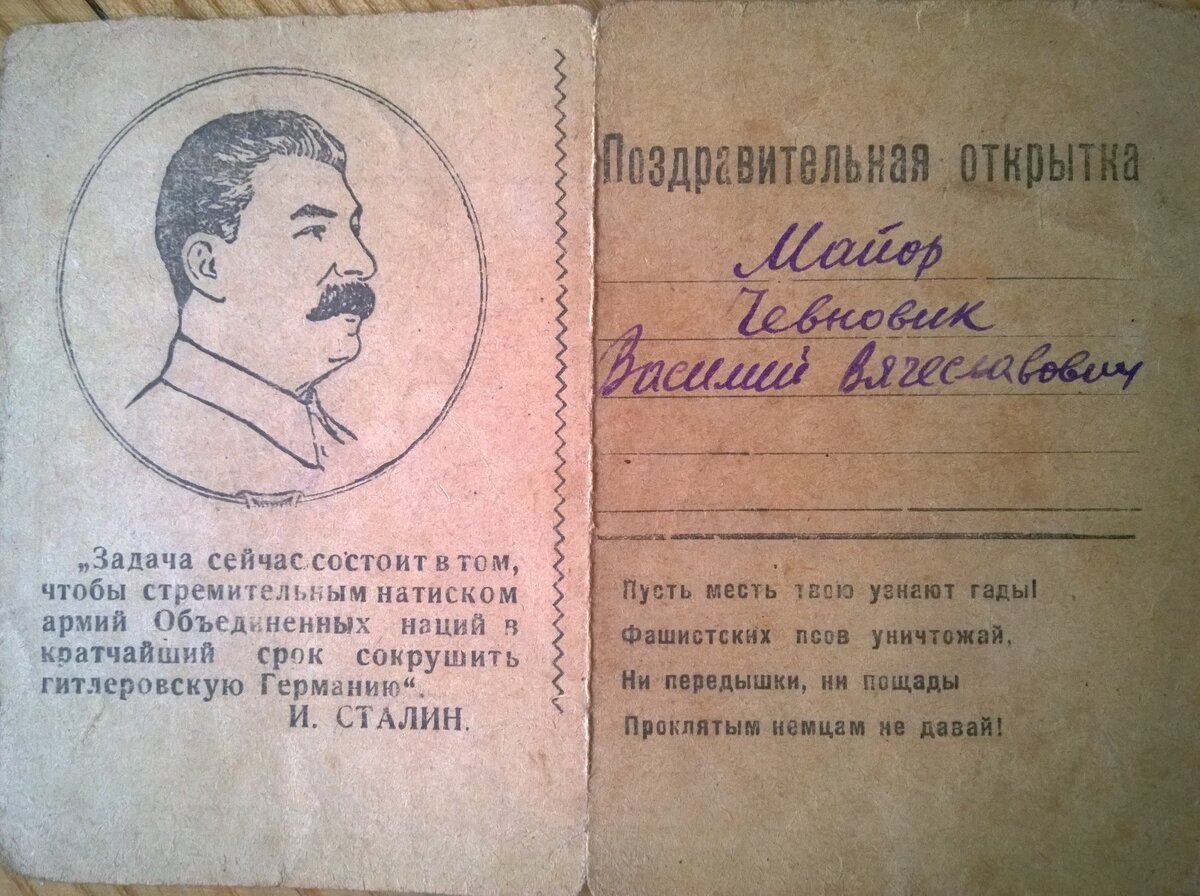 „Задача сейчас состоит в том,
чтобы стремительным натиском
армий Объединенных наций в
кратчайший срок сокрушить
гитлеровскую Германию“.
И. СТАЛИН.
Поздравительная открытка
Майор
Чевновик
Василий Вячеславович
Пусть месть твою узнают гады!
Фашистских псов уничтожай,
Ни передышки, ни пощады
Проклятым немцам не давай!